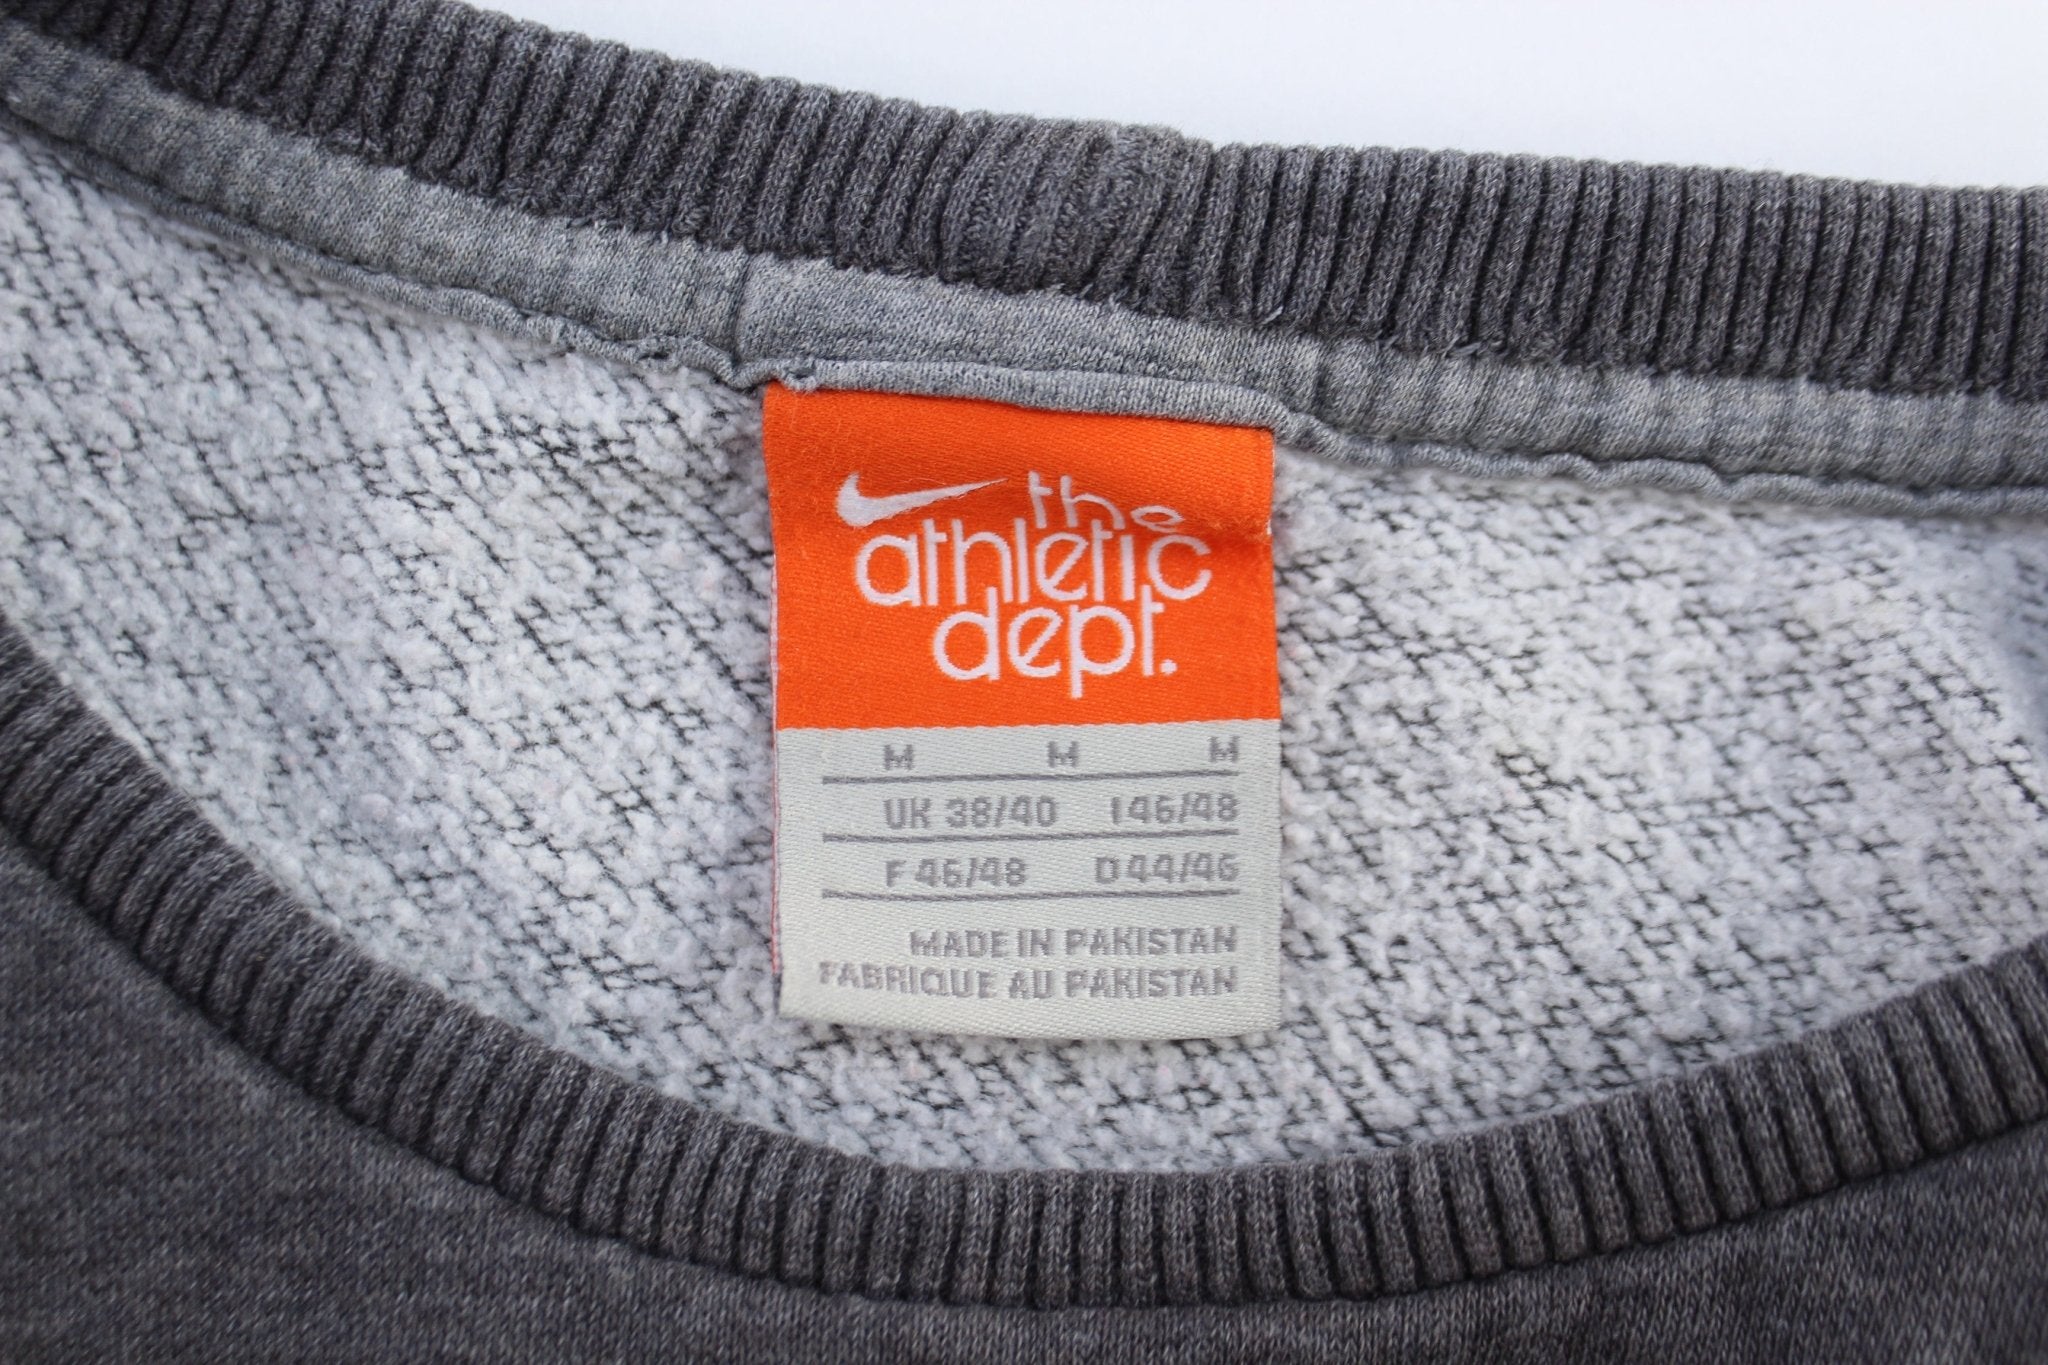 the
athletic
dept.
M M M
UK 38/40 I 46/48
F 46/48 D 44/46
MADE IN PAKISTAN
FABRIQUE AU PAKISTAN